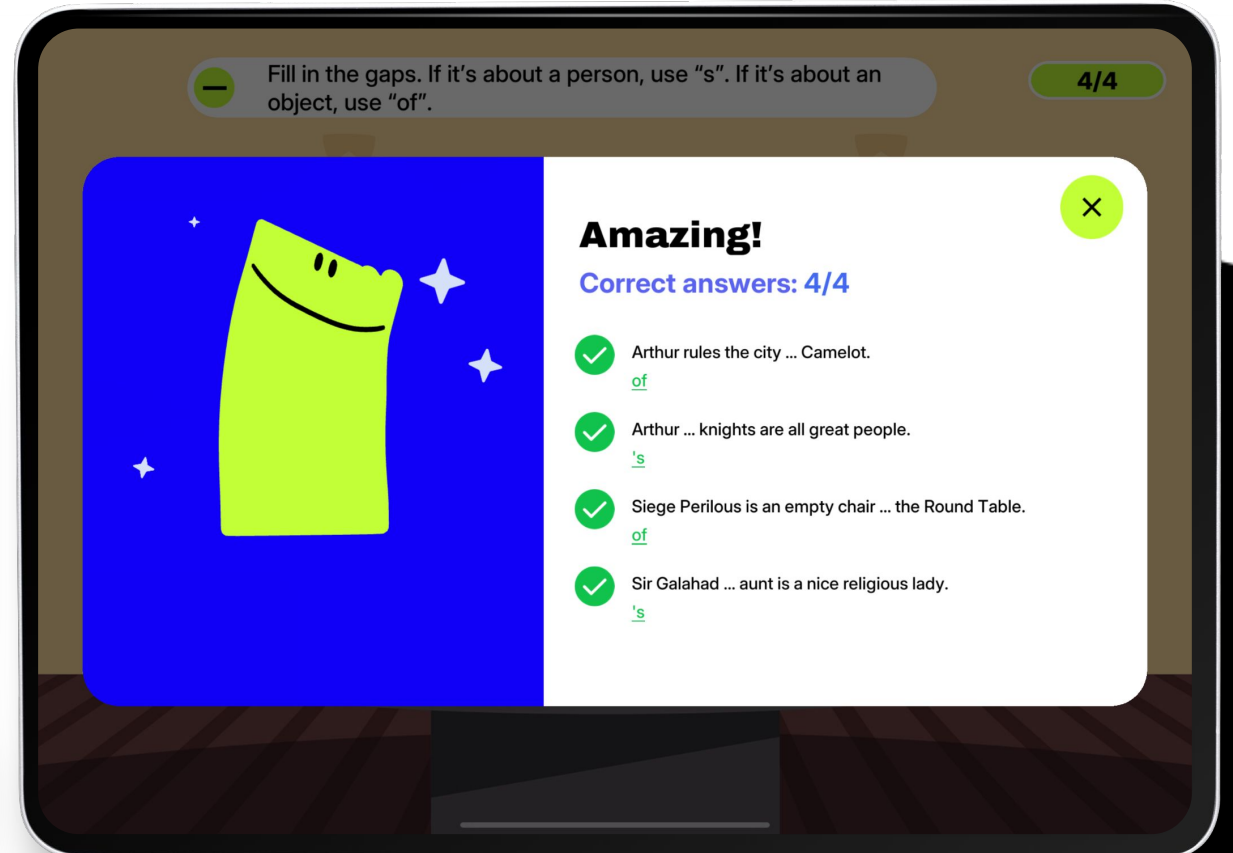 Fill in the gaps. If it’s about a person, use “s”. If it’s about an
object, use “of”.
4/4
Amazing!
Correct answers: 4/4
Arthur rules the city ... Camelot.
of
Arthur ... knights are all great people.
's
Siege Perilous is an empty chair ... the Round Table.
of
Sir Galahad ... aunt is a nice religious lady.
's